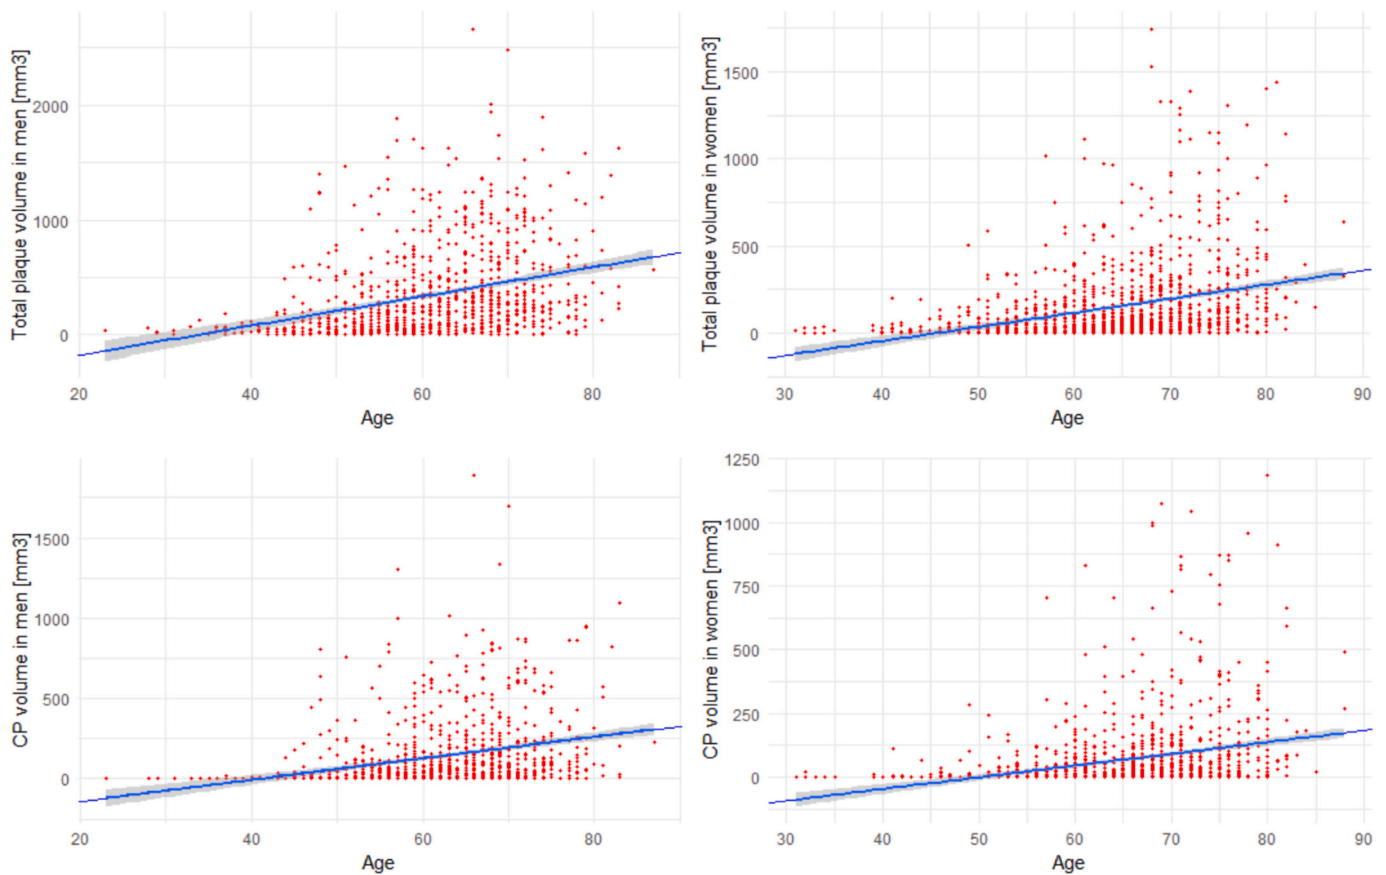 Total plaque volume in men [mm3]
2000
1000
0
20 40 60 80
Age
Total plaque volume in women [mm3]
1500
1000
500
0
30 40 50 60 70 80 90
Age
CP volume in men [mm3]
1500
1000
500
0
20 40 60 80
Age
CP volume in women [mm3]
1250
1000
750
500
250
0
30 40 50 60 70 80 90
Age